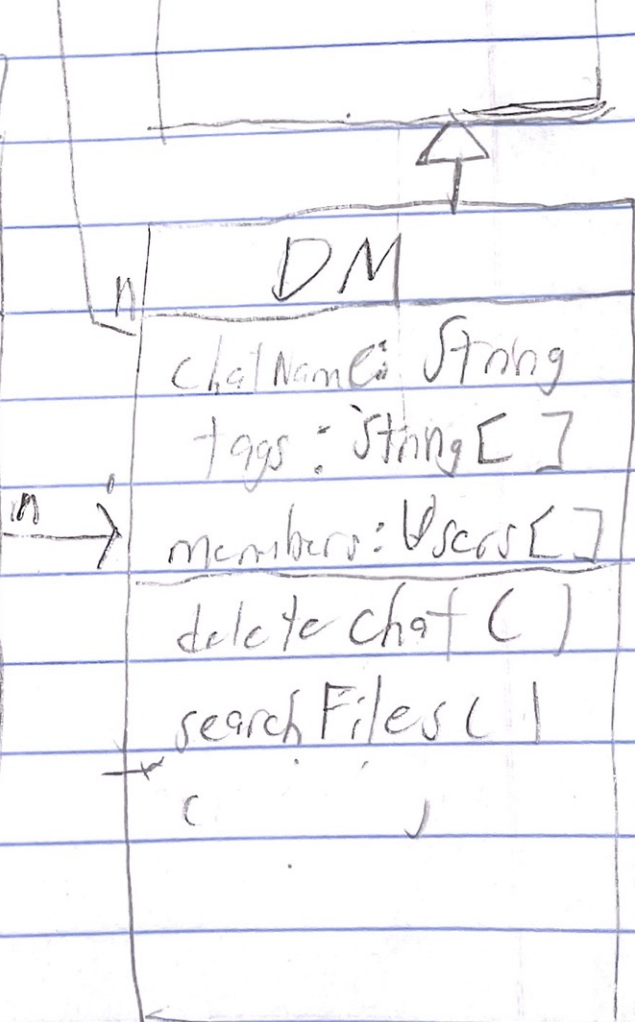 DM
n
chatName: String
tags: String[ ]
n
members: Users[ ]
deleteChat( )
searchFiles( )
( )